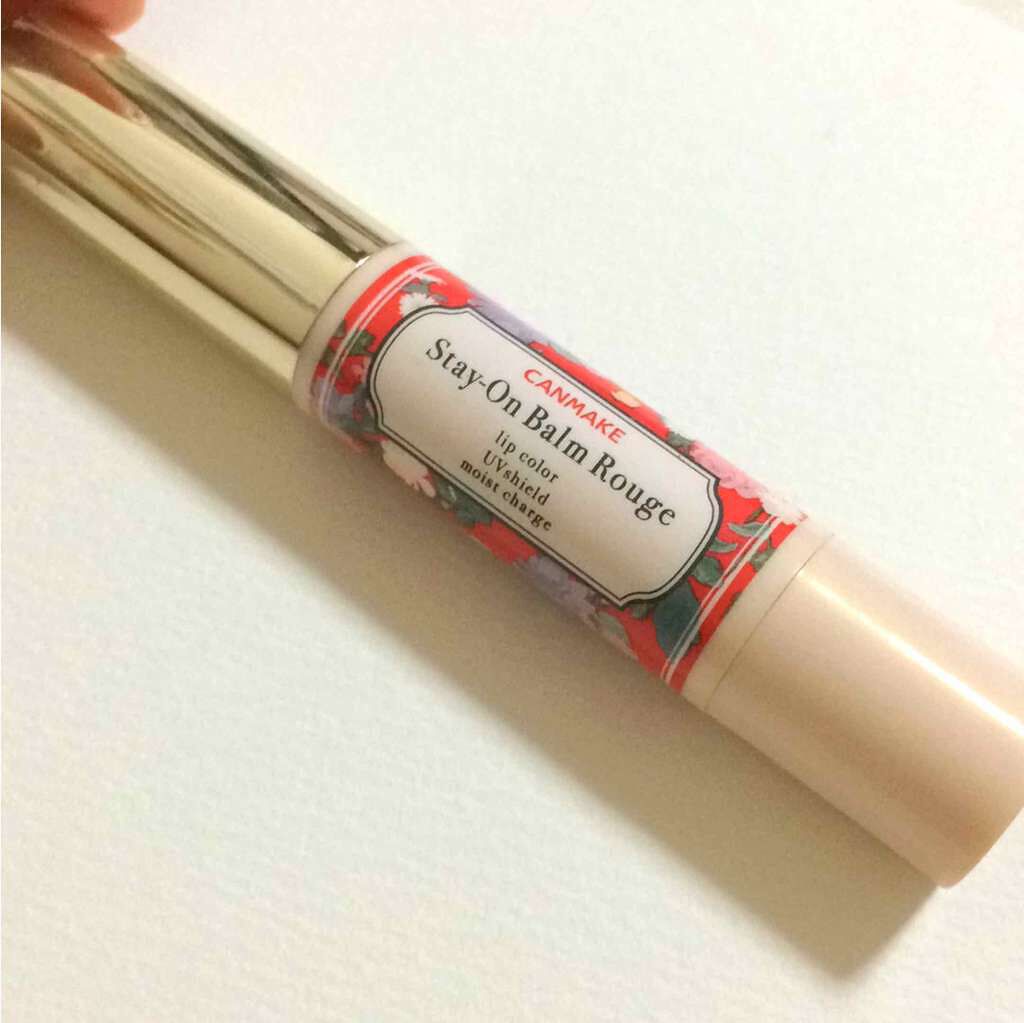 CANMAKE
Stay-On Balm Rouge
lip color
UVshield
moist charge